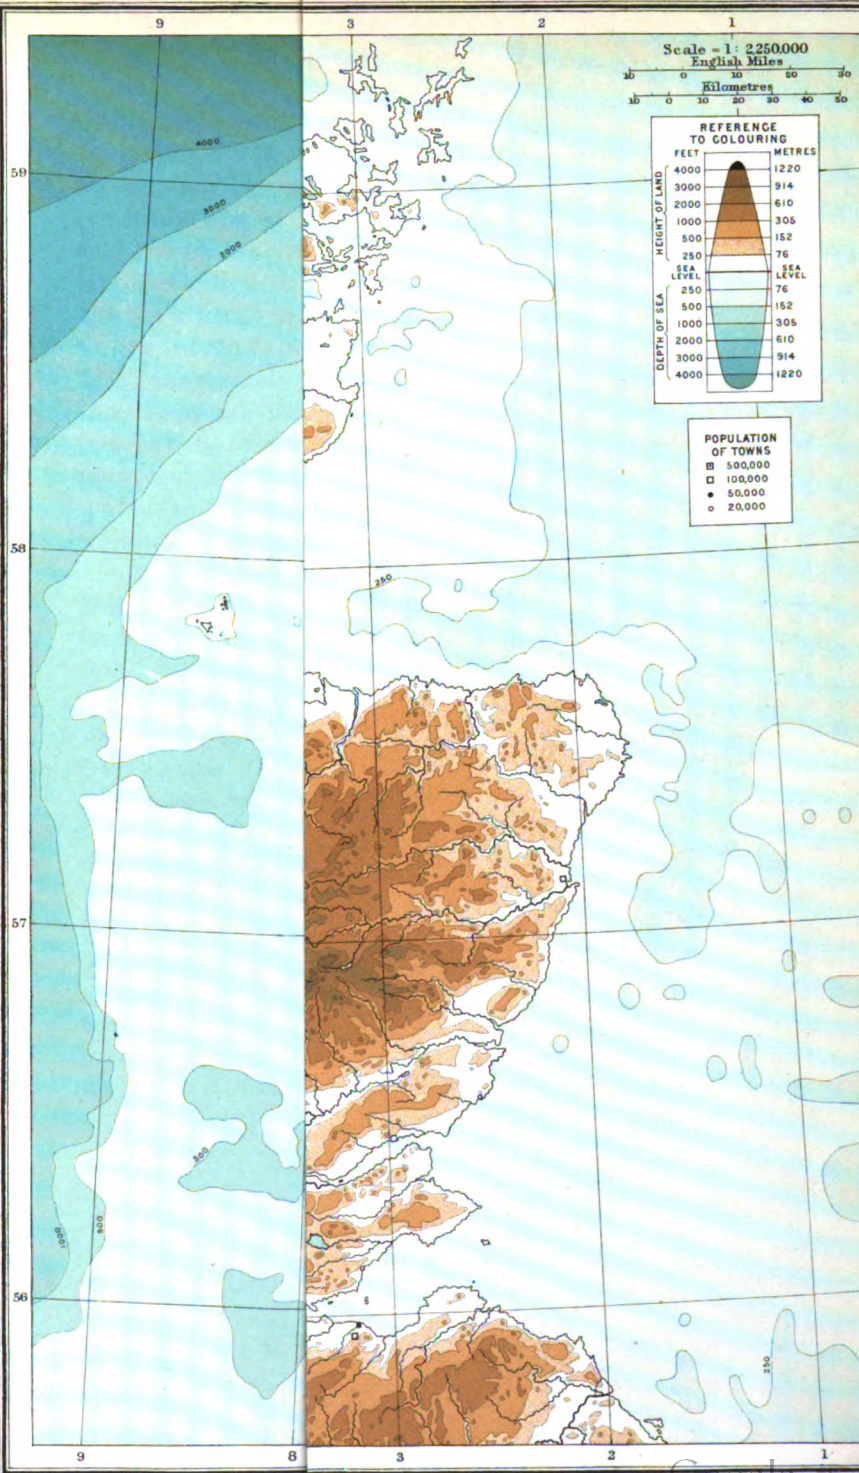 9 3 2 1
Scale = 1: 2,250,000
English Miles
10 0 10 20 30
Kilometres
10 0 10 20 30 40 50
REFERENCE
TO COLOURING
FEET METRES
HEIGHT OF LAND
4000 1220
3000 914
2000 610
1000 305
500 152
250 76
SEA LEVEL SEA LEVEL
DEPTH OF SEA
250 76
500 152
1000 305
2000 610
3000 914
4000 1220
POPULATION
OF TOWNS
500,000
100,000
50,000
20,000
4000
59
3000
2000
58
250
57
500
500
1000
56
250
9 8 3 2 1